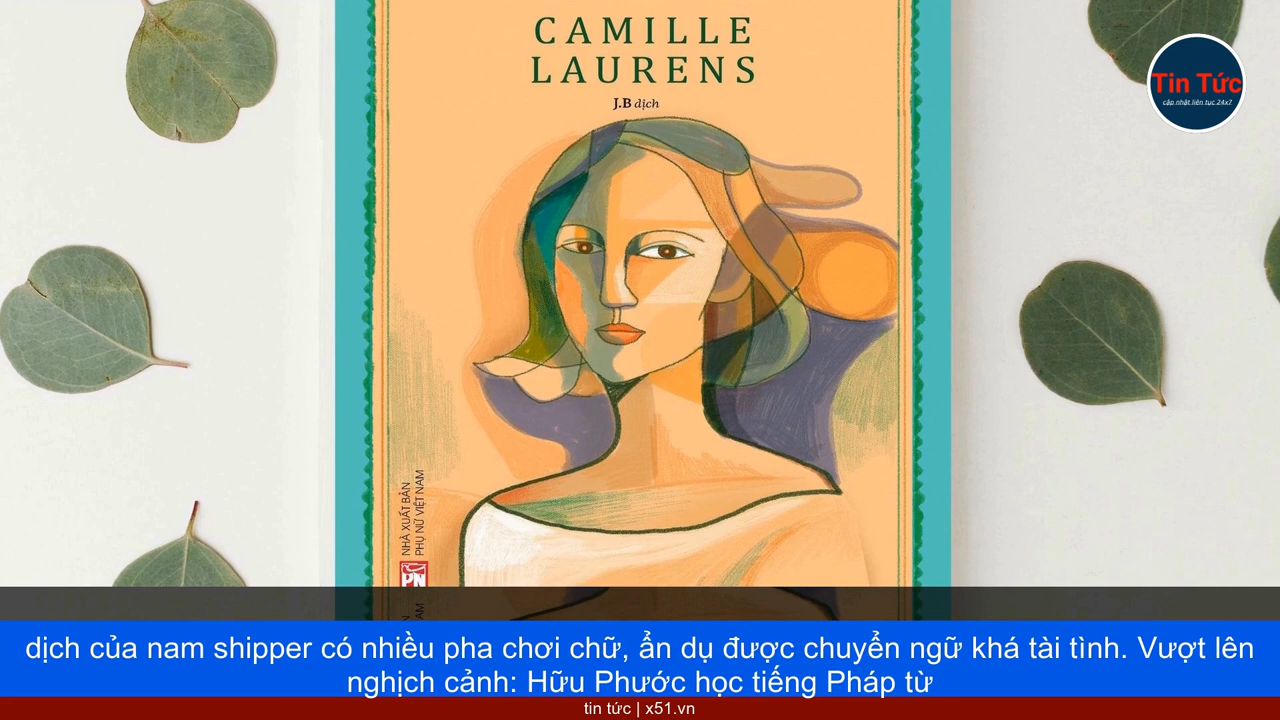 CAMILLE
LAURENS
J.B dịch
Tin Tức
cập nhật liên tục 24x7
NHÀ XUẤT BẢN
PHỤ NỮ VIỆT NAM
PN
dịch của nam shipper có nhiều pha chơi chữ, ẩn dụ được chuyển ngữ khá tài tình. Vượt lên
nghịch cảnh: Hữu Phước học tiếng Pháp từ
tin tức | x51.vn